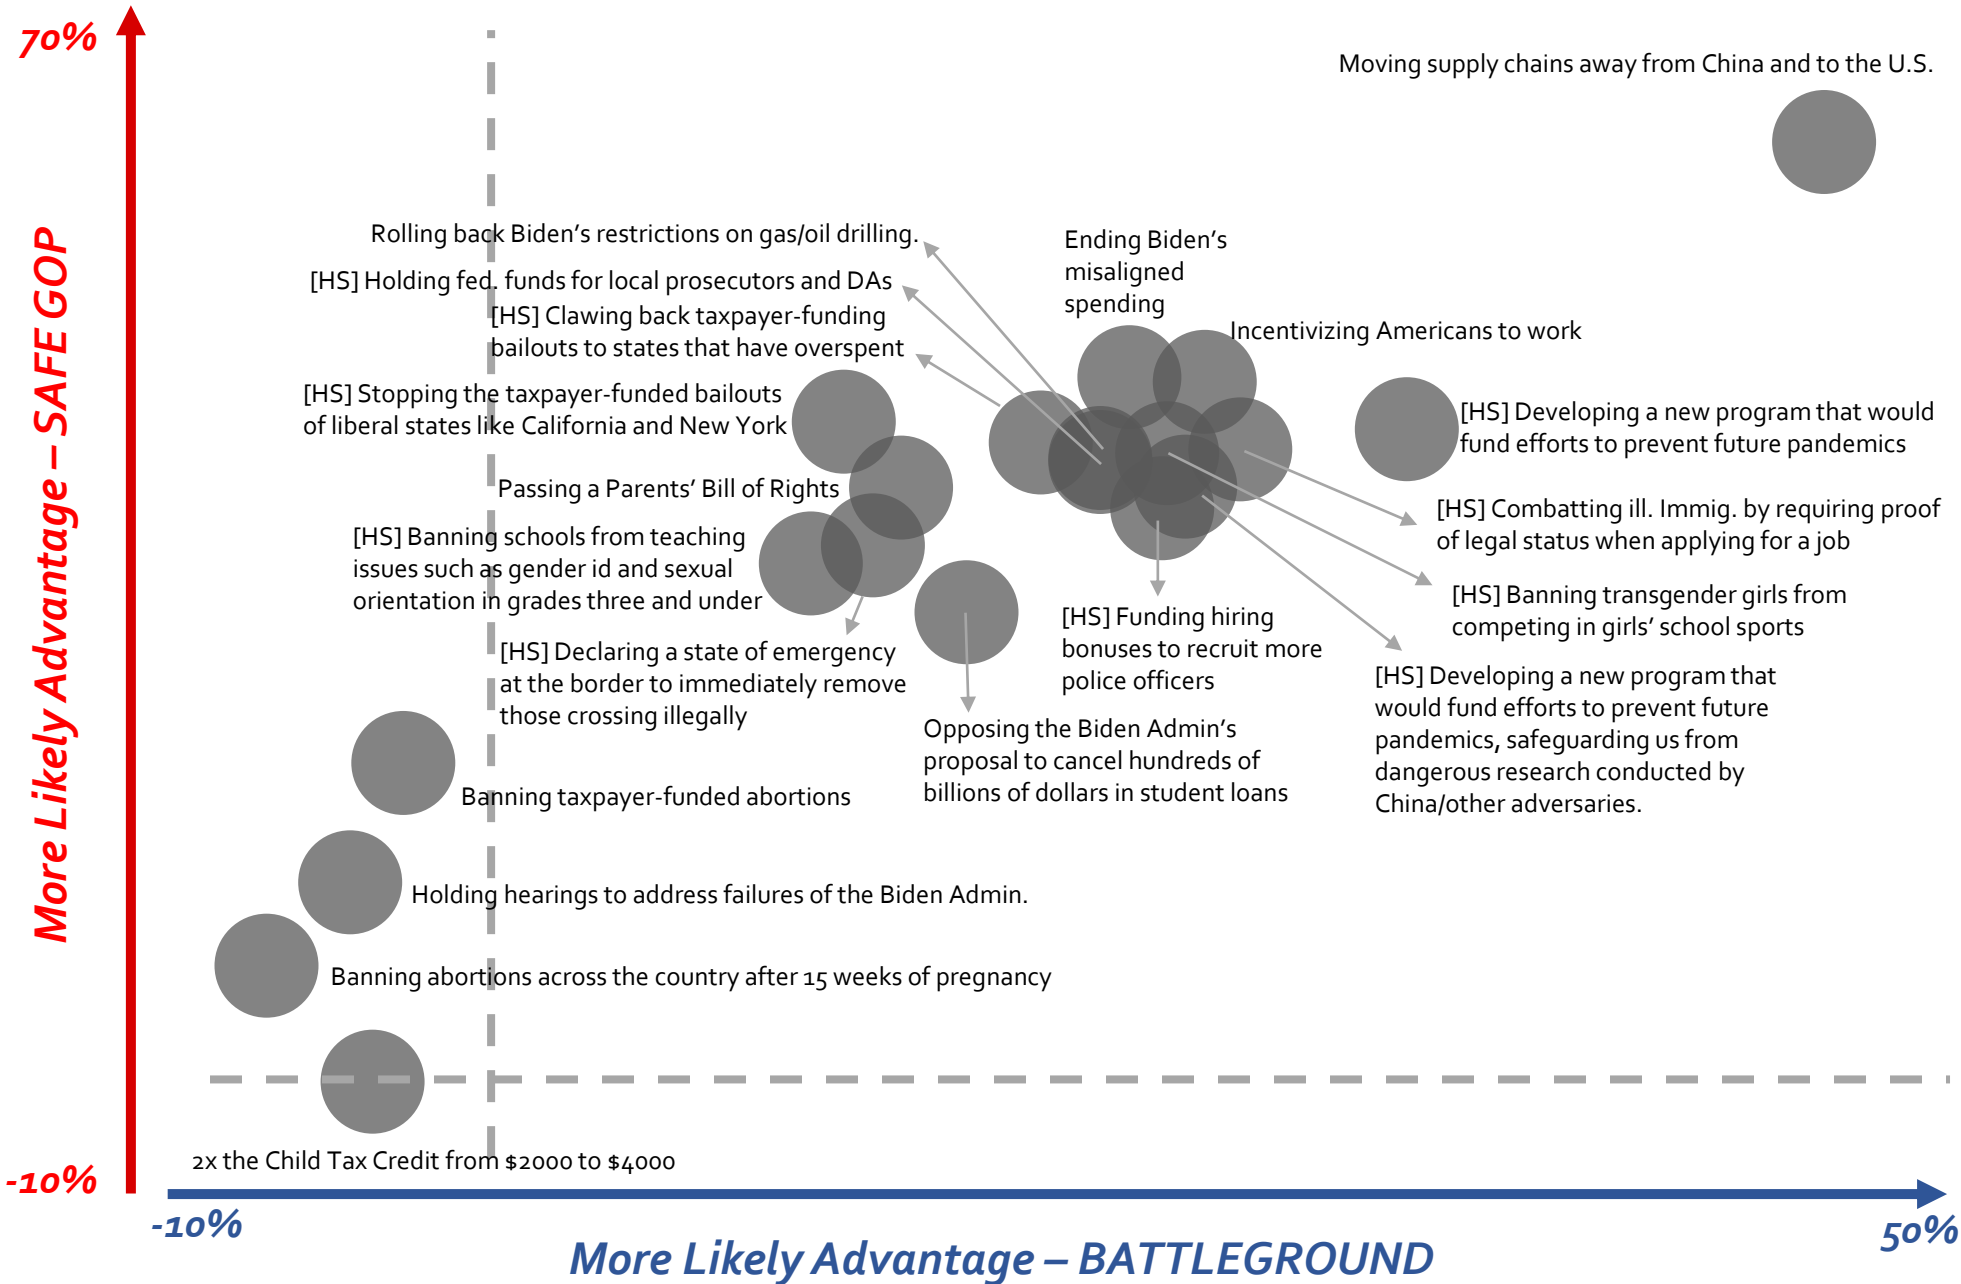 70%
More Likely Advantage – SAFE GOP
-10%
Moving supply chains away from China and to the U.S.
Rolling back Biden’s restrictions on gas/oil drilling.
[HS] Holding fed. funds for local prosecutors and DAs
[HS] Clawing back taxpayer-funding
bailouts to states that have overspent
[HS] Stopping the taxpayer-funded bailouts
of liberal states like California and New York
Passing a Parents’ Bill of Rights
[HS] Banning schools from teaching
issues such as gender id and sexual
orientation in grades three and under
[HS] Declaring a state of emergency
at the border to immediately remove
those crossing illegally
Ending Biden’s
misaligned
spending
Incentivizing Americans to work
[HS] Developing a new program that would
fund efforts to prevent future pandemics
[HS] Combatting ill. Immig. by requiring proof
of legal status when applying for a job
[HS] Banning transgender girls from
competing in girls’ school sports
[HS] Funding hiring
bonuses to recruit more
police officers
[HS] Developing a new program that
would fund efforts to prevent future
pandemics, safeguarding us from
dangerous research conducted by
China/other adversaries.
Opposing the Biden Admin’s
proposal to cancel hundreds of
billions of dollars in student loans
Banning taxpayer-funded abortions
Holding hearings to address failures of the Biden Admin.
Banning abortions across the country after 15 weeks of pregnancy
2x the Child Tax Credit from $2000 to $4000
-10%
50%
More Likely Advantage – BATTLEGROUND